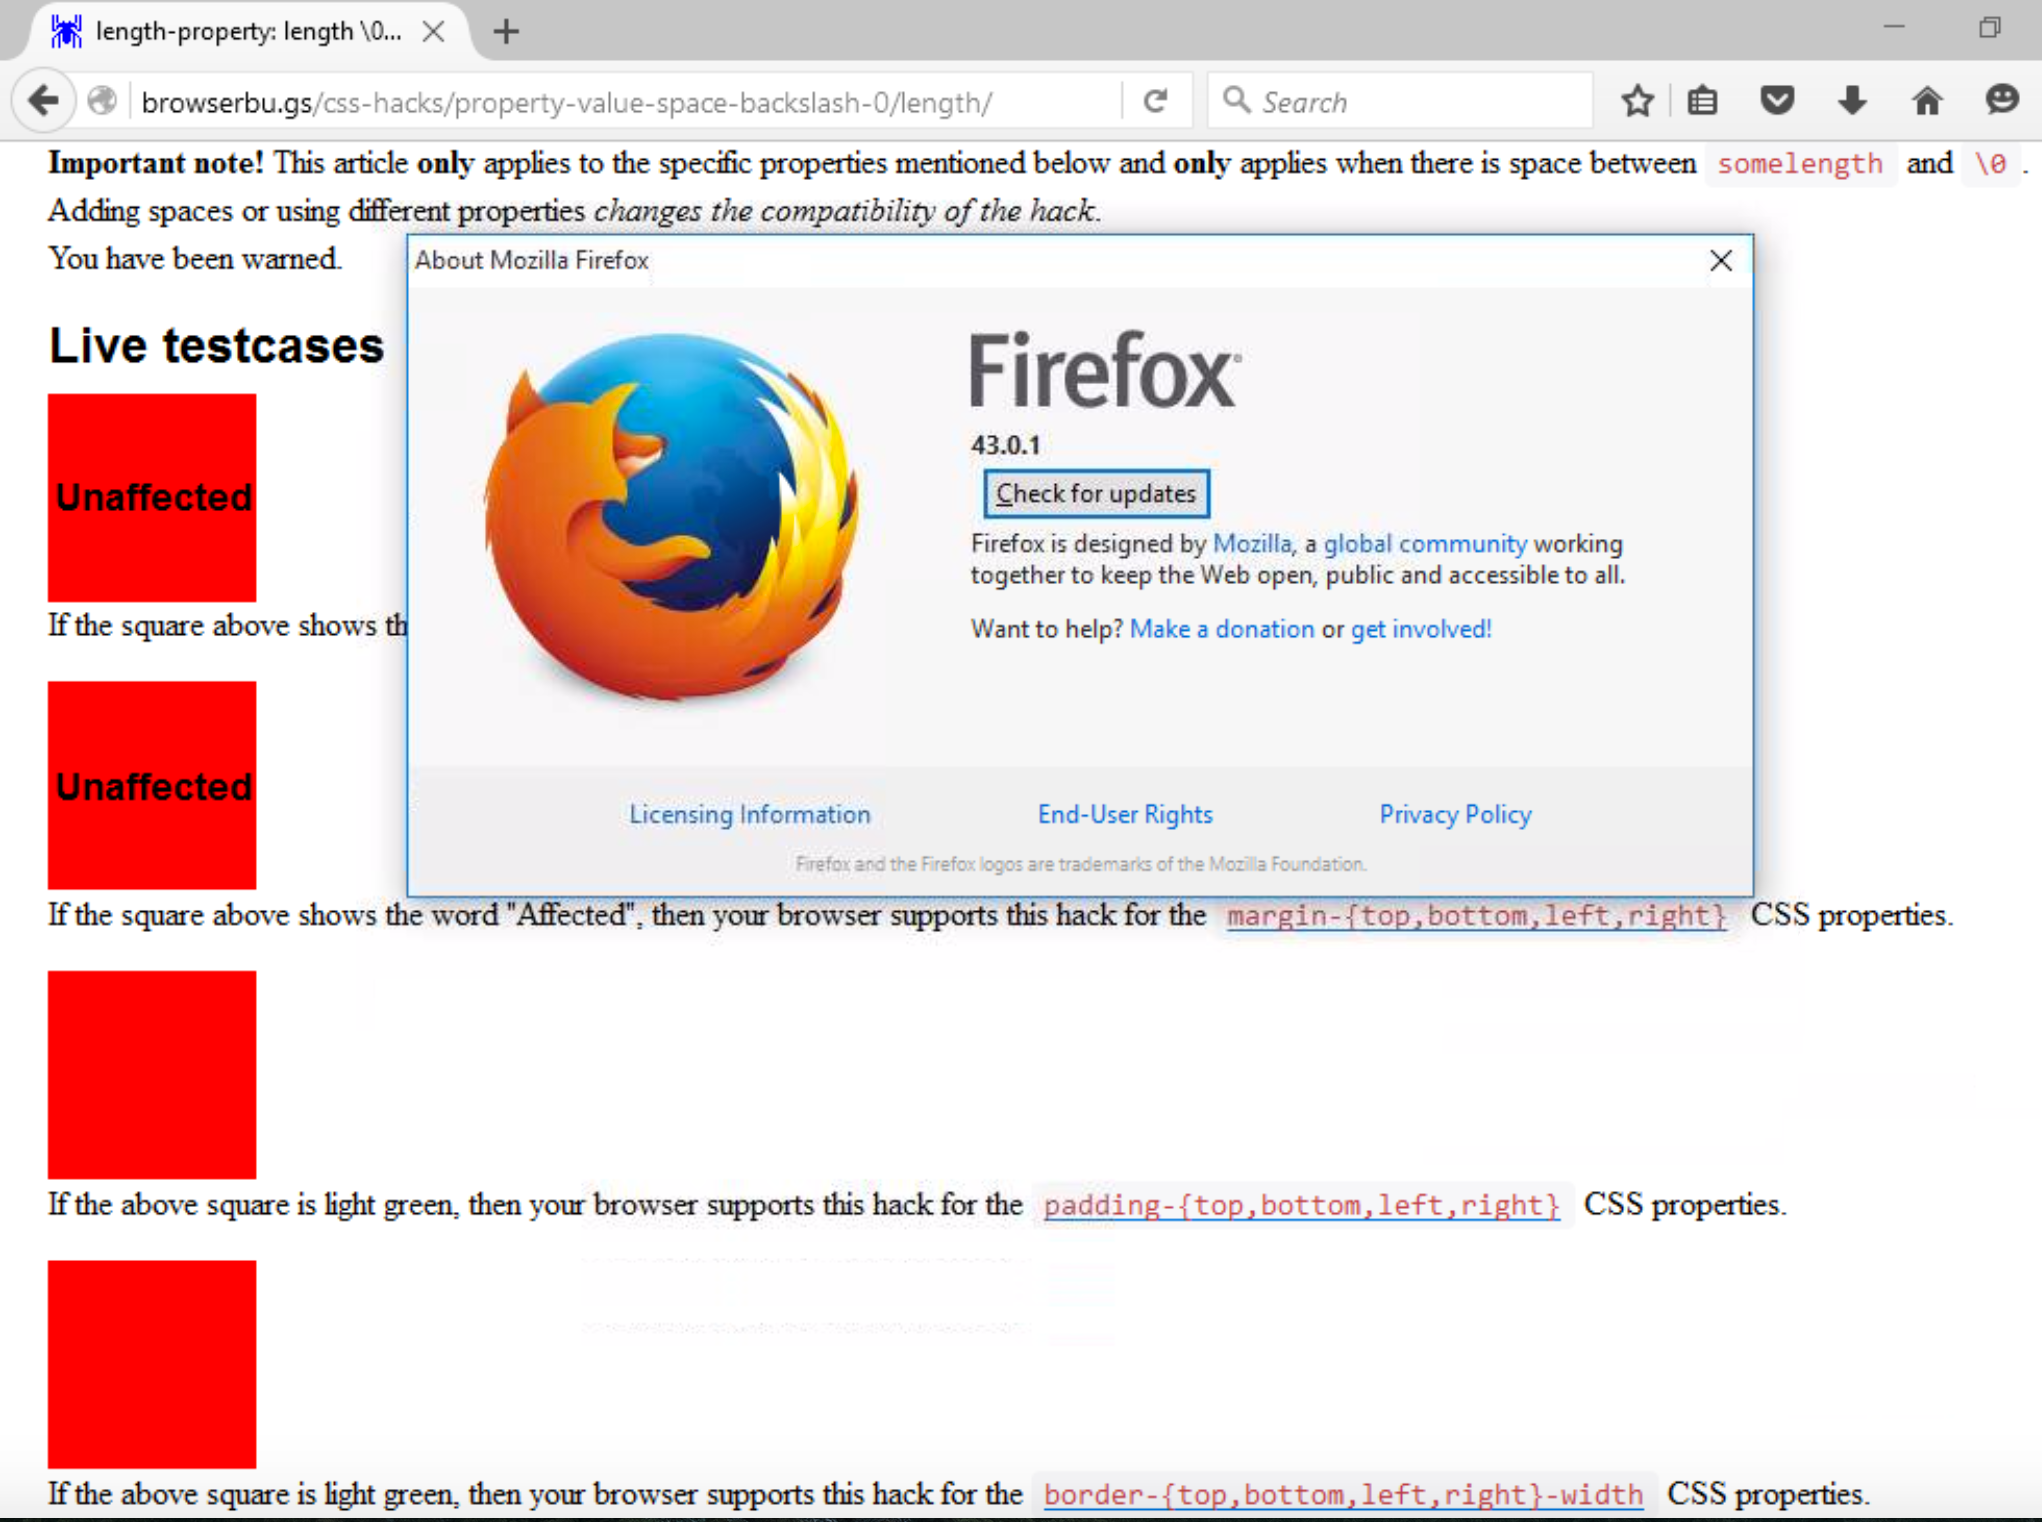 length-property: length \0...
browserbu.gs/css-hacks/property-value-space-backslash-0/length/
Search
Important note! This article only applies to the specific properties mentioned below and only applies when there is space between somelength and \0 .
Adding spaces or using different properties changes the compatibility of the hack.
You have been warned.
About Mozilla Firefox
Live testcases
Firefox
43.0.1
Unaffected
Check for updates
Firefox is designed by Mozilla, a global community working
together to keep the Web open, public and accessible to all.
If the square above shows th
Want to help? Make a donation or get involved!
Unaffected
Licensing Information End-User Rights Privacy Policy
Firefox and the Firefox logos are trademarks of the Mozilla Foundation.
If the square above shows the word "Affected", then your browser supports this hack for the margin-{top,bottom,left,right} CSS properties.
If the above square is light green, then your browser supports this hack for the padding-{top,bottom,left,right} CSS properties.
If the above square is light green, then your browser supports this hack for the border-{top,bottom,left,right}-width CSS properties.